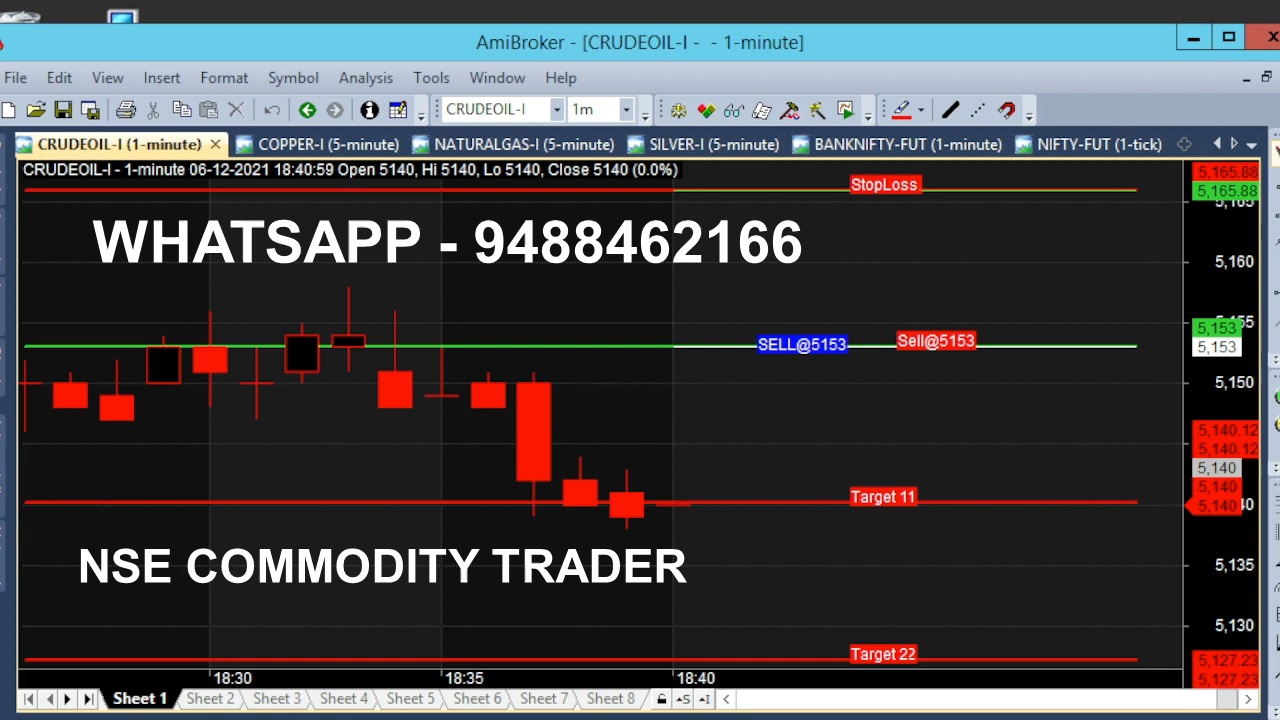 AmiBroker - [CRUDEOIL-I - - 1-minute]
File Edit View Insert Format Symbol Analysis Tools Window Help
CRUDEOIL-I 1m
CRUDEOIL-I (1-minute) COPPER-I (5-minute) NATURALGAS-I (5-minute) SILVER-I (5-minute) BANKNIFTY-FUT (1-minute) NIFTY-FUT (1-tick)
CRUDEOIL-I - 1-minute 06-12-2021 18:40:59 Open 5140, Hi 5140, Lo 5140, Close 5140 (0.0%)
5,165.88
StopLoss
5,165.88
WHATSAPP - 9488462166
5,160
5,153
SELL@5153 Sell@5153
5,153
5,150
5,140.12
5,140.12
5,140
5,140
Target 11
5,140
NSE COMMODITY TRADER
5,135
5,130
Target 22
5,127.23
5,127.23
18:30 18:35 18:40
Sheet 1 Sheet 2 Sheet 3 Sheet 4 Sheet 5 Sheet 6 Sheet 7 Sheet 8